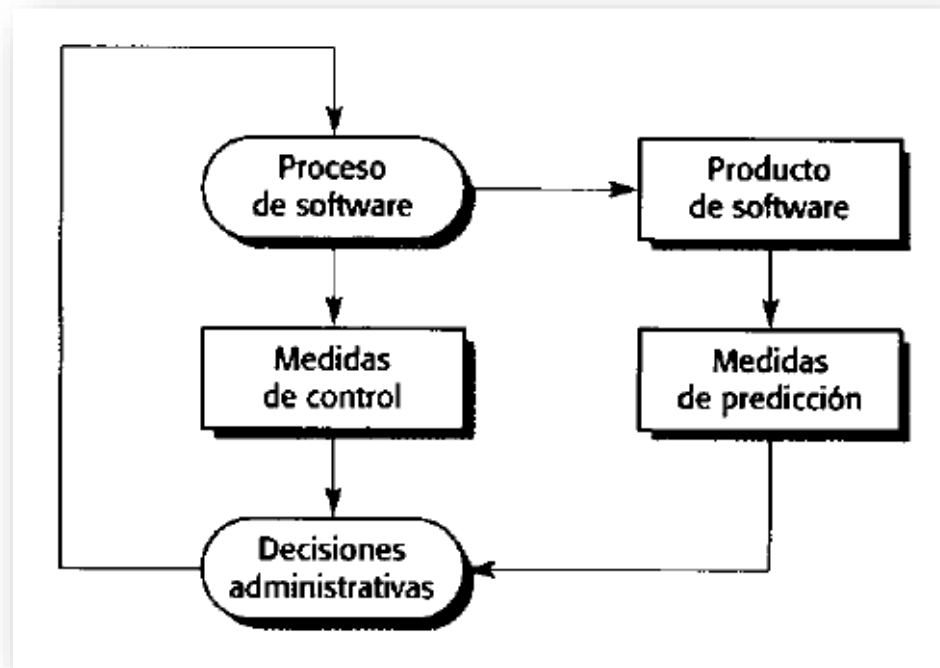 Proceso
de software
Producto
de software
Medidas
de control
Medidas
de predicción
Decisiones
administrativas